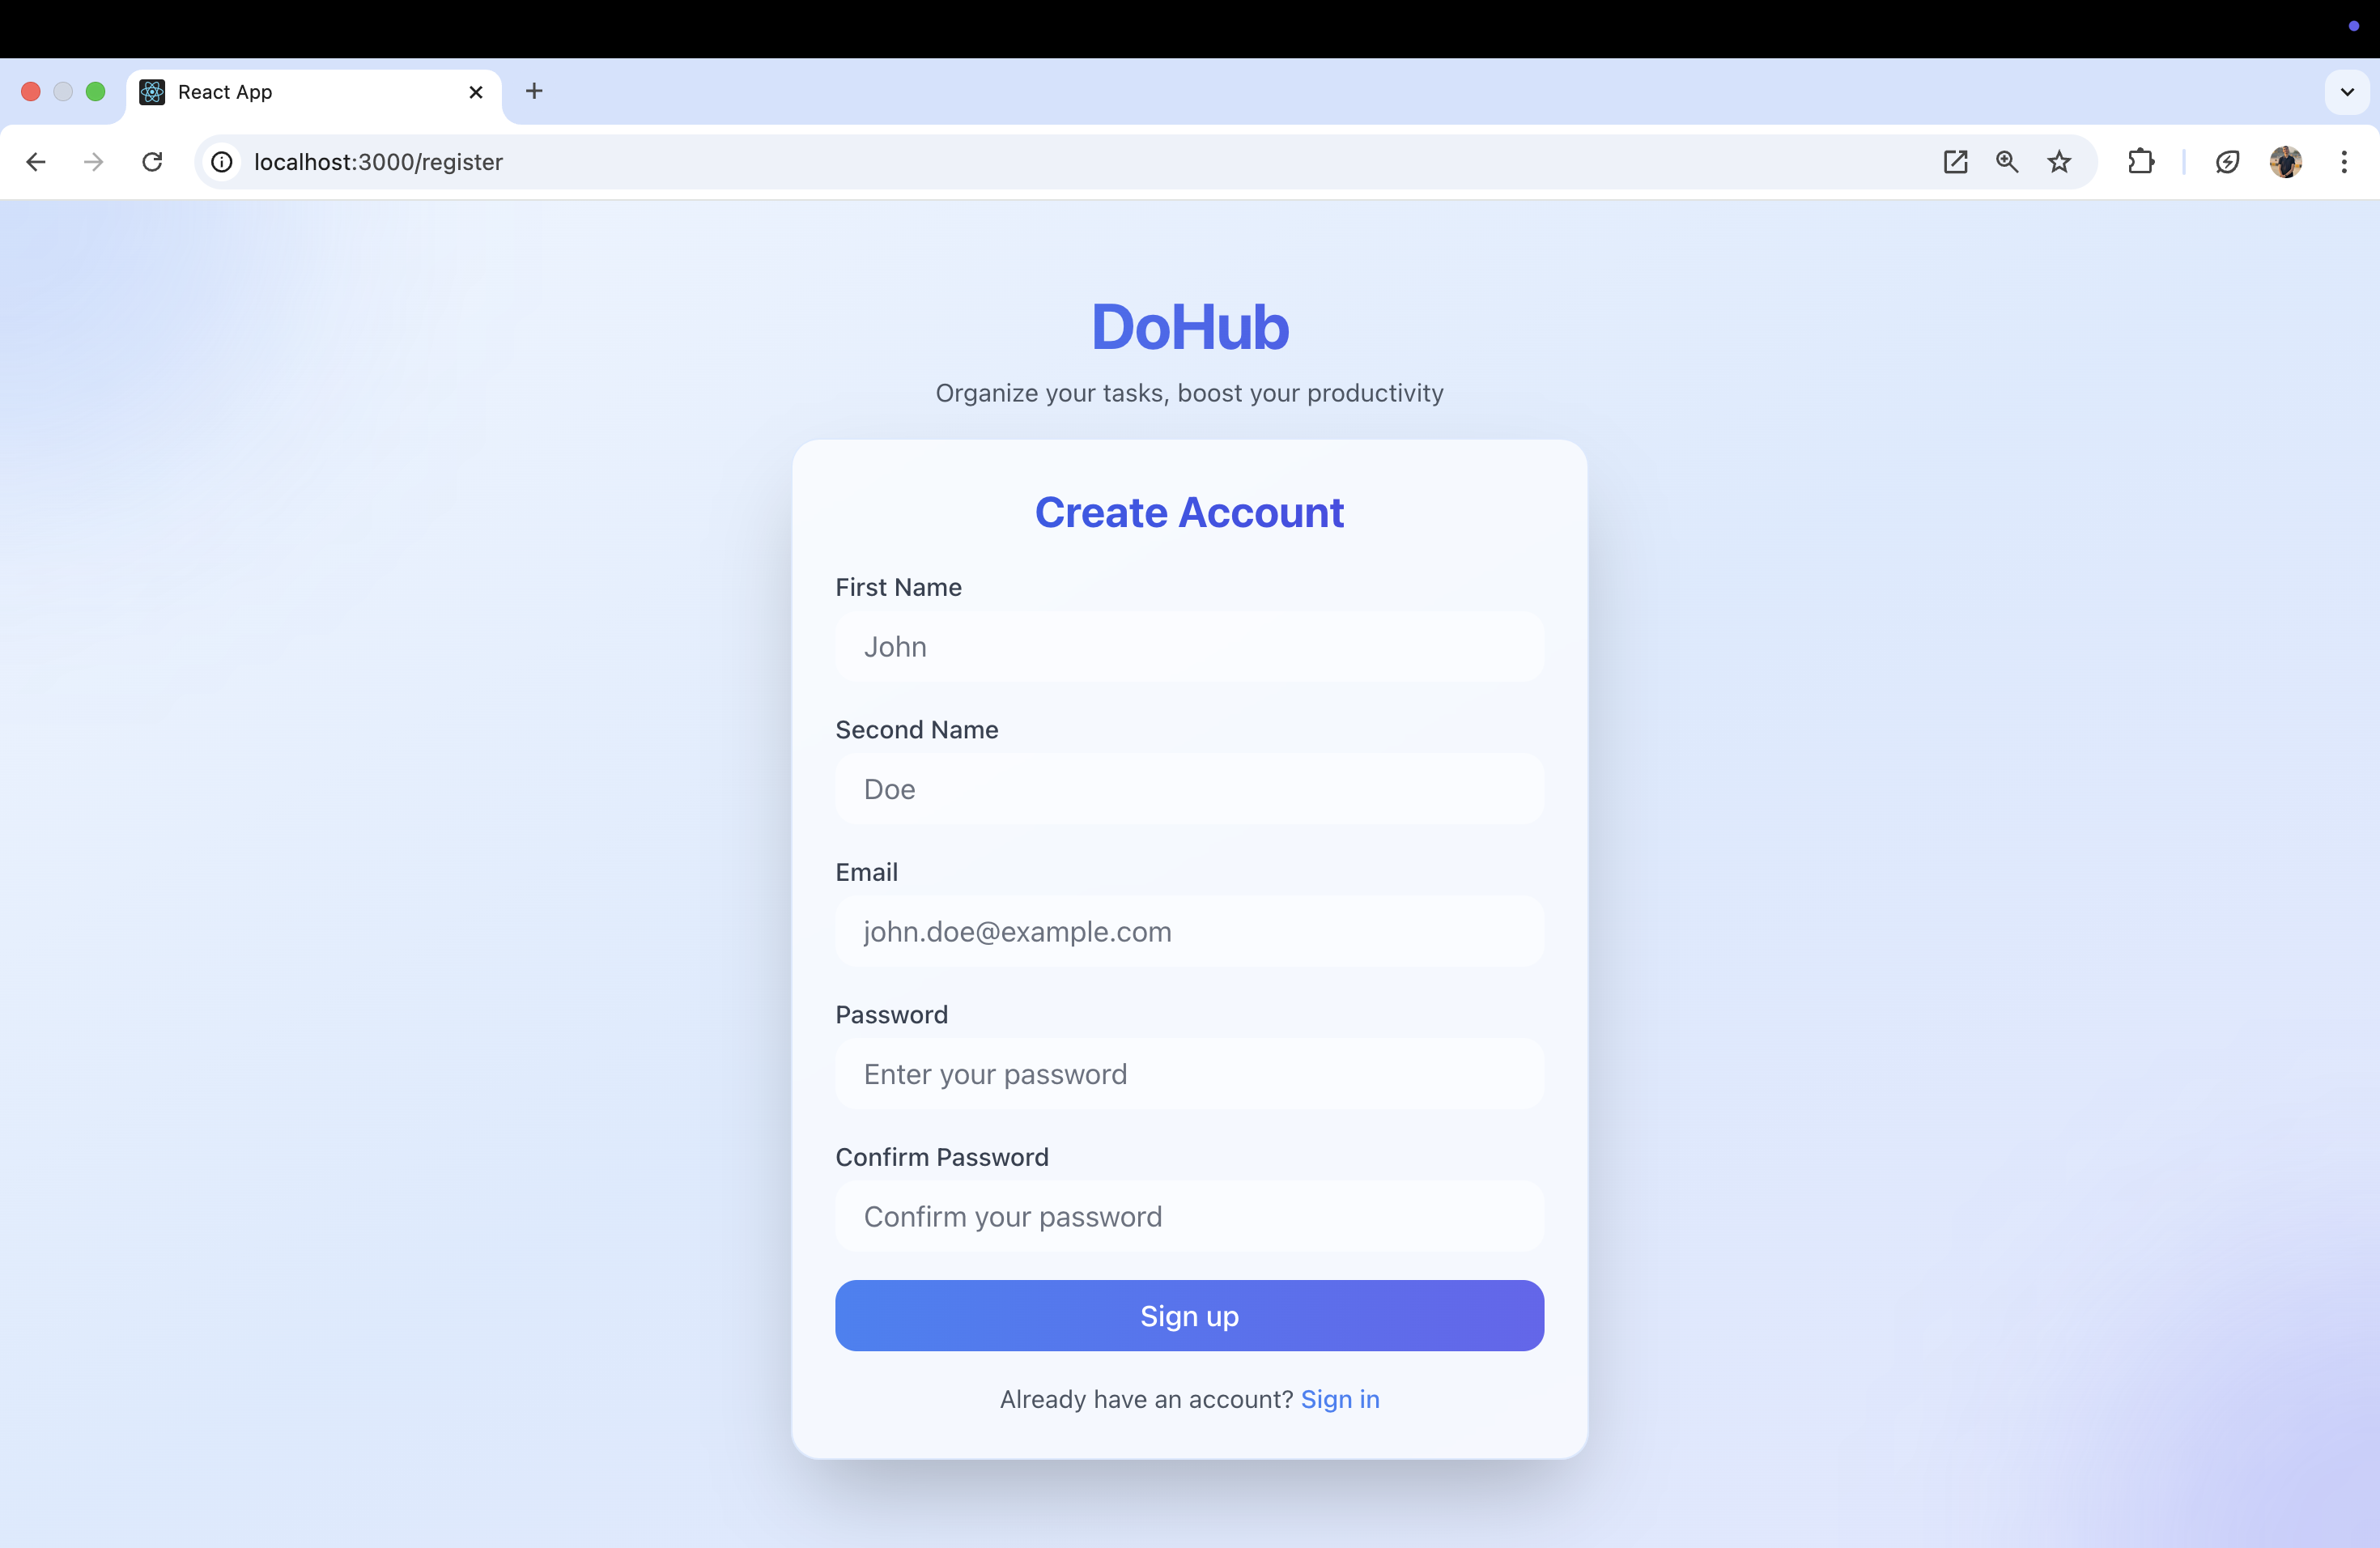 React App
localhost:3000/register
DoHub
Organize your tasks, boost your productivity
Create Account
First Name
John
Second Name
Doe
Email
john.doe@example.com
Password
Enter your password
Confirm Password
Confirm your password
Sign up
Already have an account? Sign in